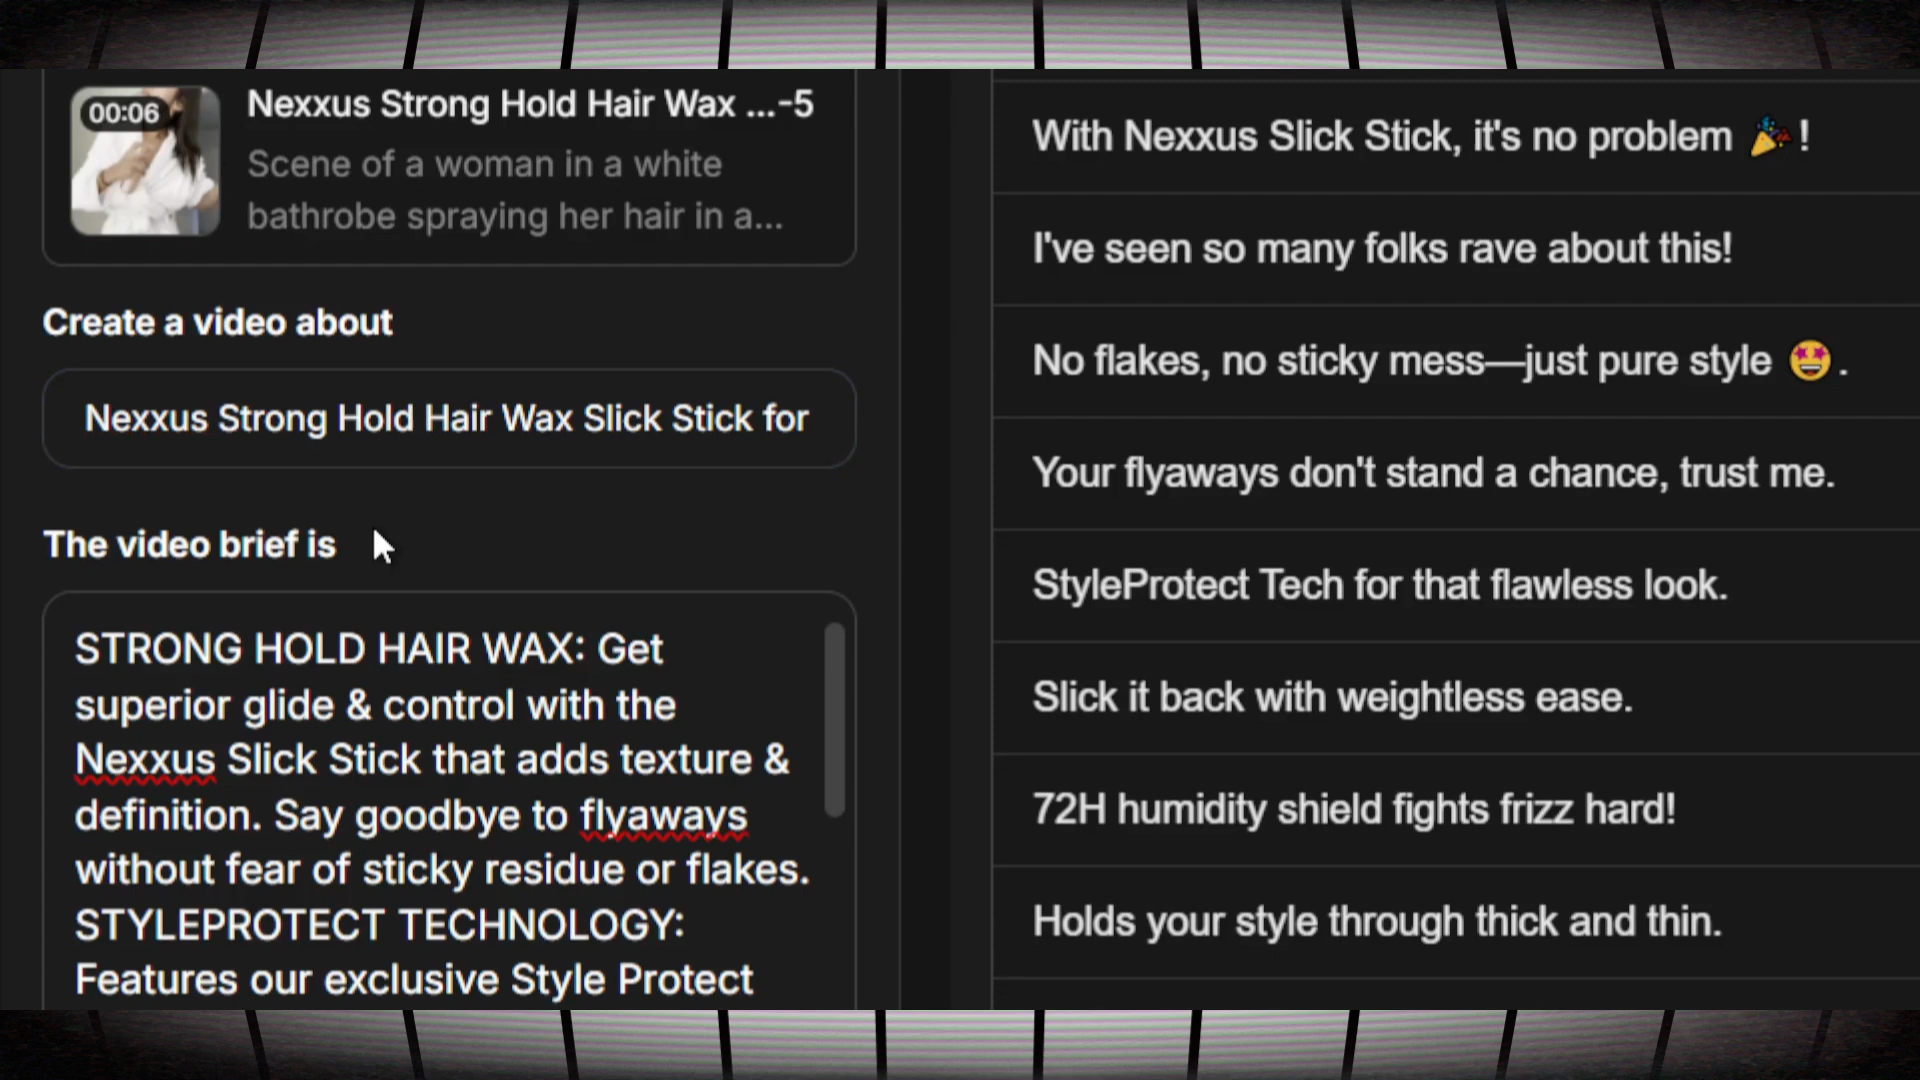 00:06
Nexxus Strong Hold Hair Wax ...-5
Scene of a woman in a white
bathrobe spraying her hair in a...
Create a video about
Nexxus Strong Hold Hair Wax Slick Stick for
The video brief is
STRONG HOLD HAIR WAX: Get
superior glide & control with the
Nexxus Slick Stick that adds texture &
definition. Say goodbye to flyaways
without fear of sticky residue or flakes.
STYLEPROTECT TECHNOLOGY:
Features our exclusive Style Protect
With Nexxus Slick Stick, it's no problem 🎉!
I've seen so many folks rave about this!
No flakes, no sticky mess—just pure style 🤩.
Your flyaways don't stand a chance, trust me.
StyleProtect Tech for that flawless look.
Slick it back with weightless ease.
72H humidity shield fights frizz hard!
Holds your style through thick and thin.